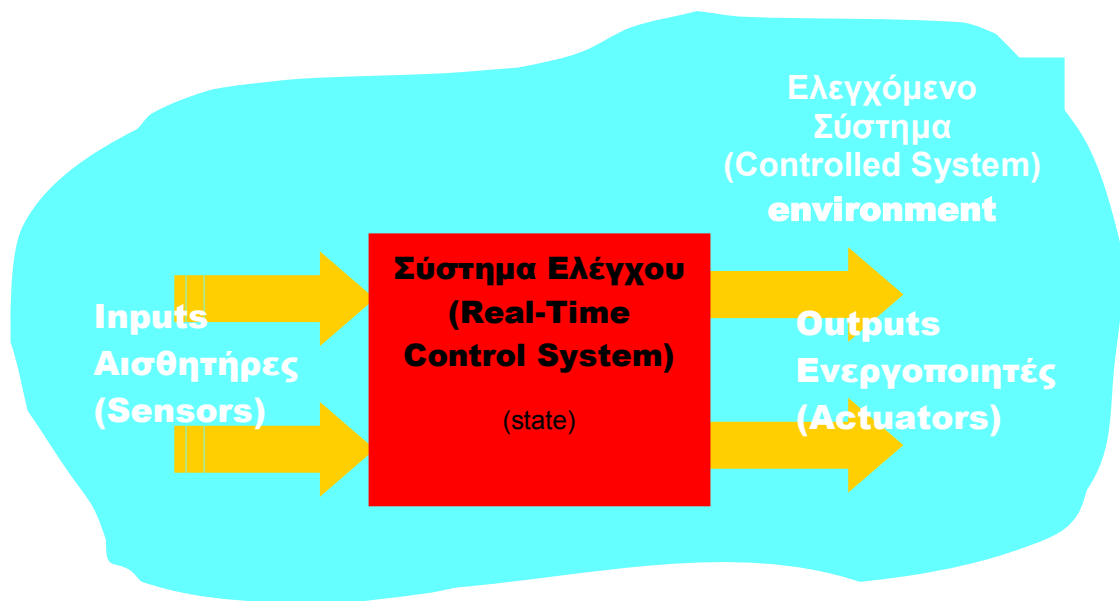 Ελεγχόμενο
Σύστημα
(Controlled System)
environment
Σύστημα Ελέγχου
(Real-Time
Control System)
(state)
Inputs
Αισθητήρες
(Sensors)
Outputs
Ενεργοποιητές
(Actuators)